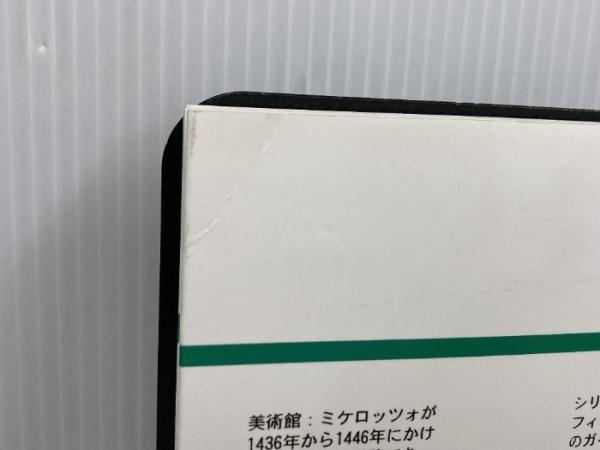 美術館：ミケロッツォが
1436年から1446年にかけ
シリ
フィ
のガイ